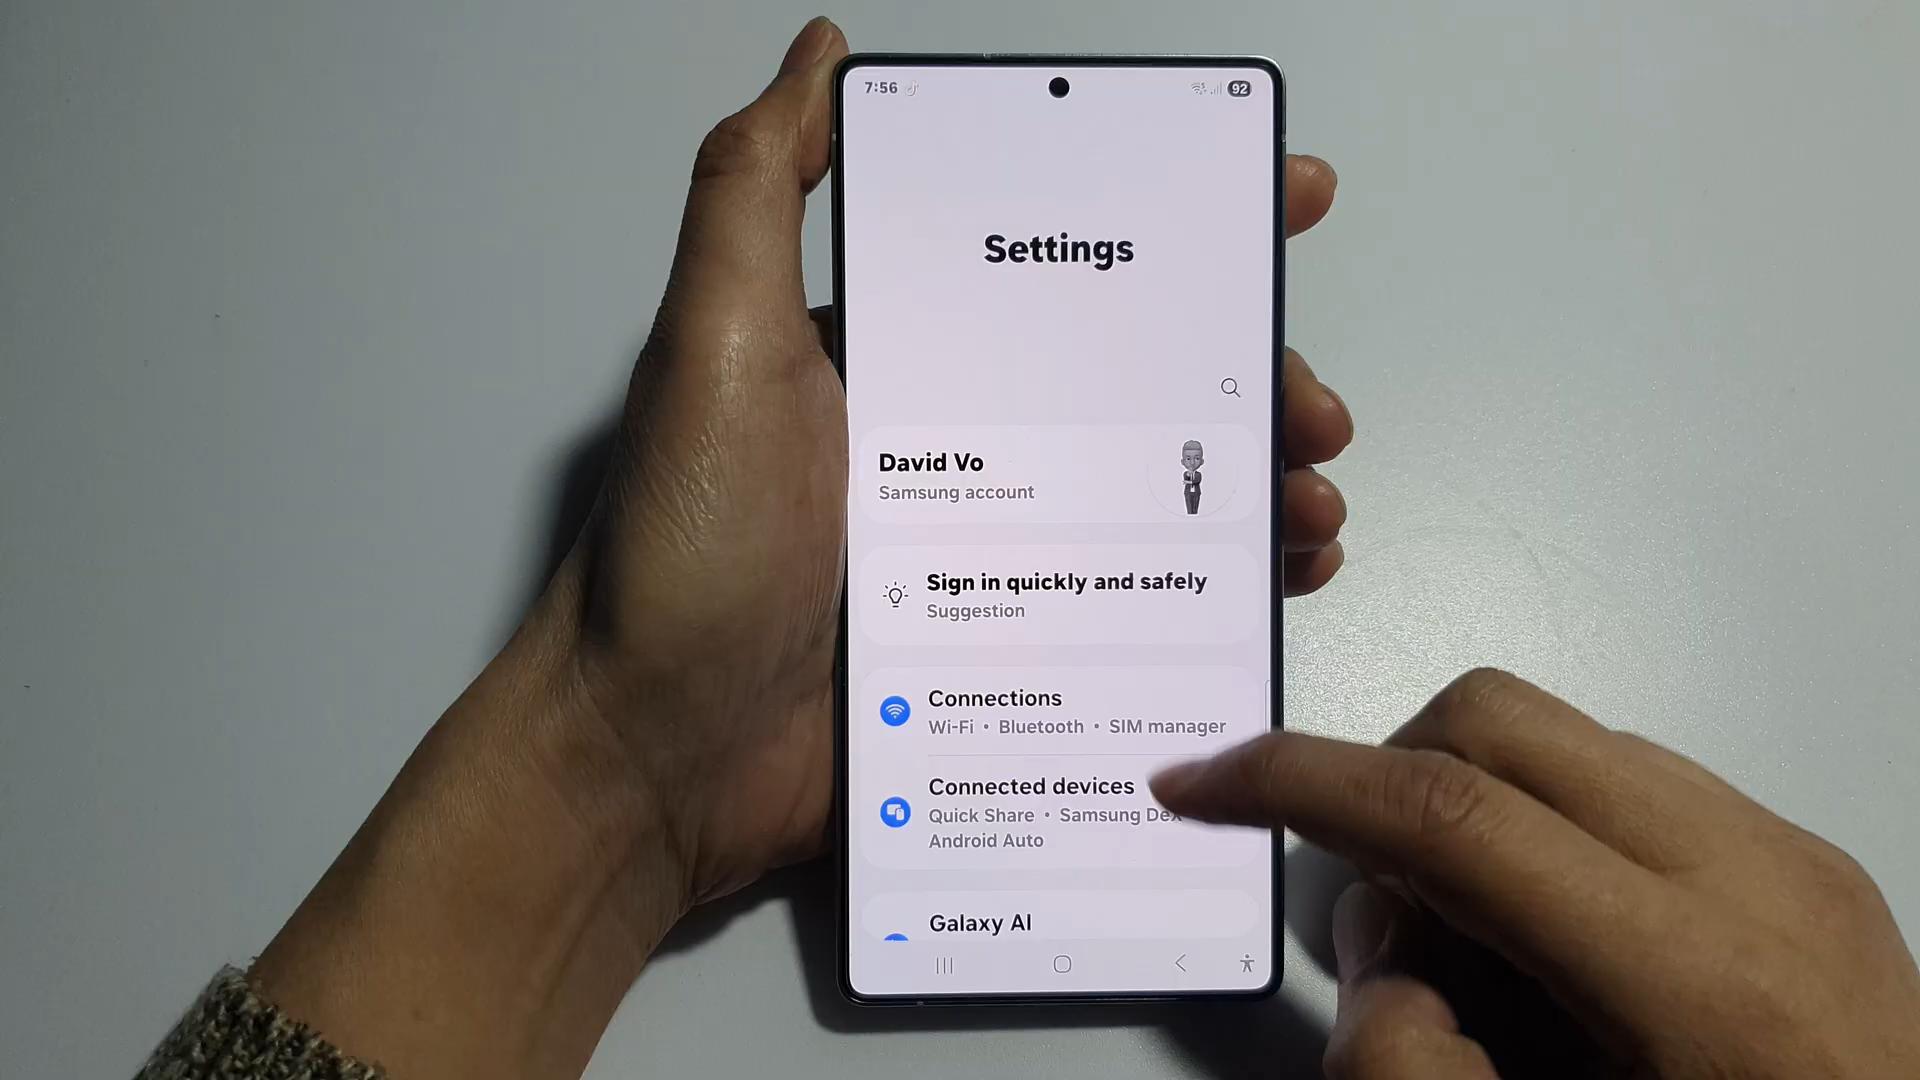 7:56
92
Settings
David Vo
Samsung account
Sign in quickly and safely
Suggestion
Connections
Wi-Fi • Bluetooth • SIM manager
Connected devices
Quick Share • Samsung DeX
Android Auto
Galaxy AI